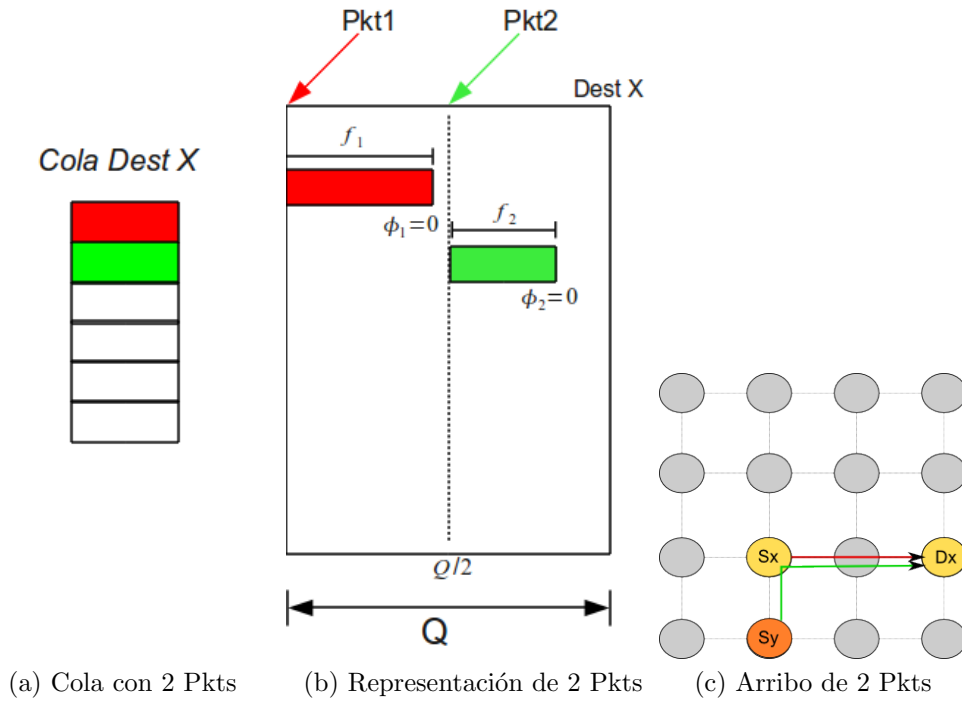 Pkt1
Pkt2
Dest X
Cola Dest X
f₁
ϕ₁=0
f₂
ϕ₂=0
Q/2
Q
Sx
Dx
Sy
(a) Cola con 2 Pkts
(b) Representación de 2 Pkts
(c) Arribo de 2 Pkts